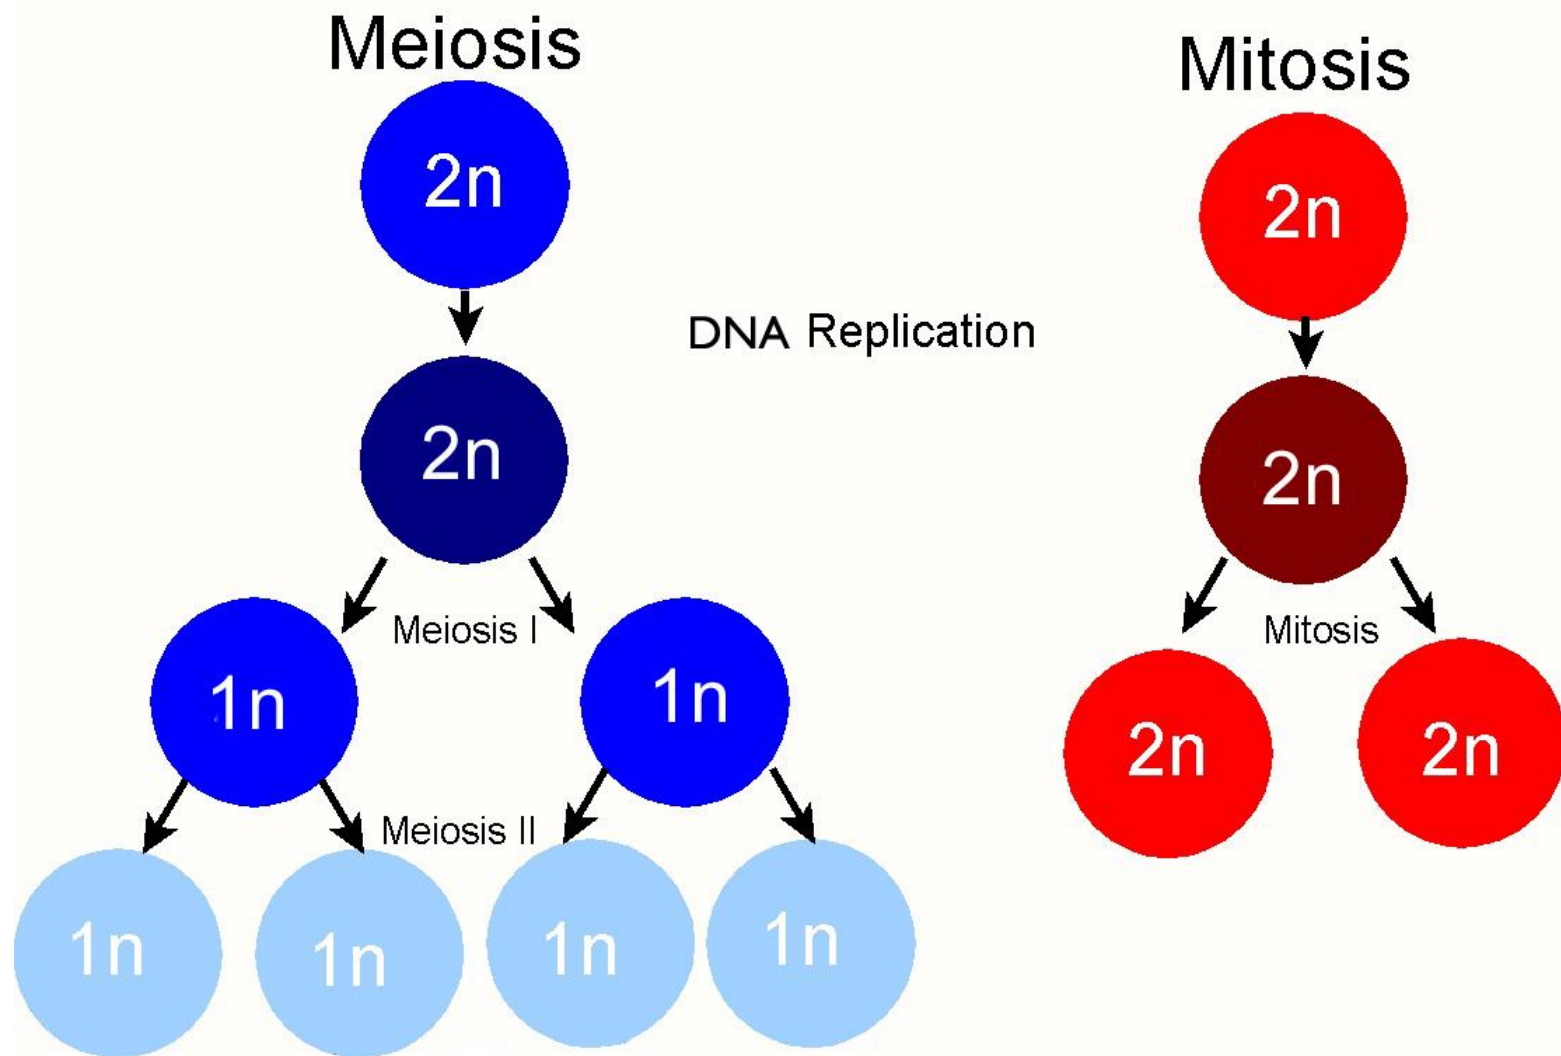 Meiosis
Mitosis
2n
2n
DNA Replication
2n
2n
Meiosis I
Mitosis
1n
1n
2n
2n
Meiosis II
1n
1n
1n
1n